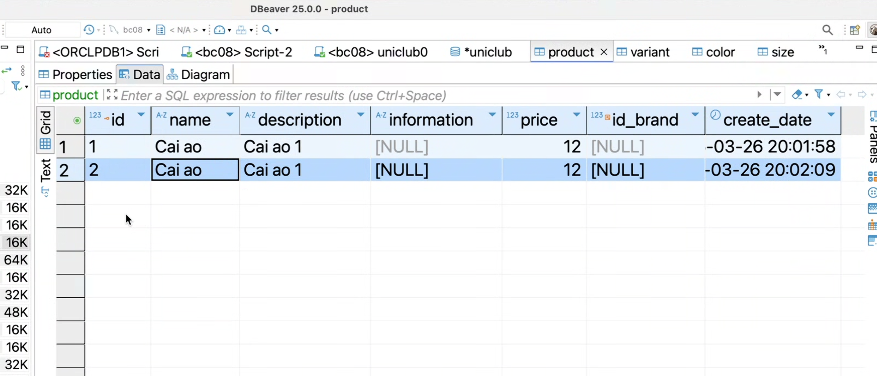 DBeaver 25.0.0 - product
Auto bc08 < N/A >
<ORCLPDB1> Scri <bc08> Script-2 <bc08> uniclub0 *uniclub product variant color size »1
Properties Data Diagram
product Enter a SQL expression to filter results (use Ctrl+Space)
Grid
Text
Panels
123 id A-Z name A-Z description A-Z information 123 price 123 id_brand create_date
1 1 Cai ao Cai ao 1 [NULL] 12 [NULL] -03-26 20:01:58
2 2 Cai ao Cai ao 1 [NULL] 12 [NULL] -03-26 20:02:09
32K
16K
16K
16K
64K
16K
32K
48K
16K
16K
32K